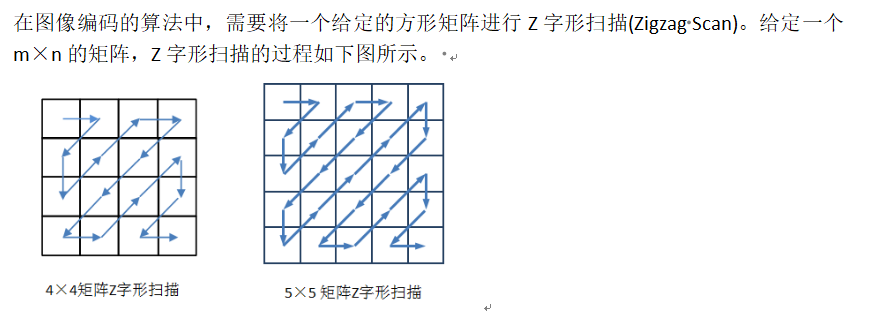 在图像编码的算法中，需要将一个给定的方形矩阵进行 Z 字形扫描(Zigzag Scan)。给定一个
m×n 的矩阵，Z 字形扫描的过程如下图所示。
4×4矩阵Z字形扫描
5×5 矩阵Z字形扫描